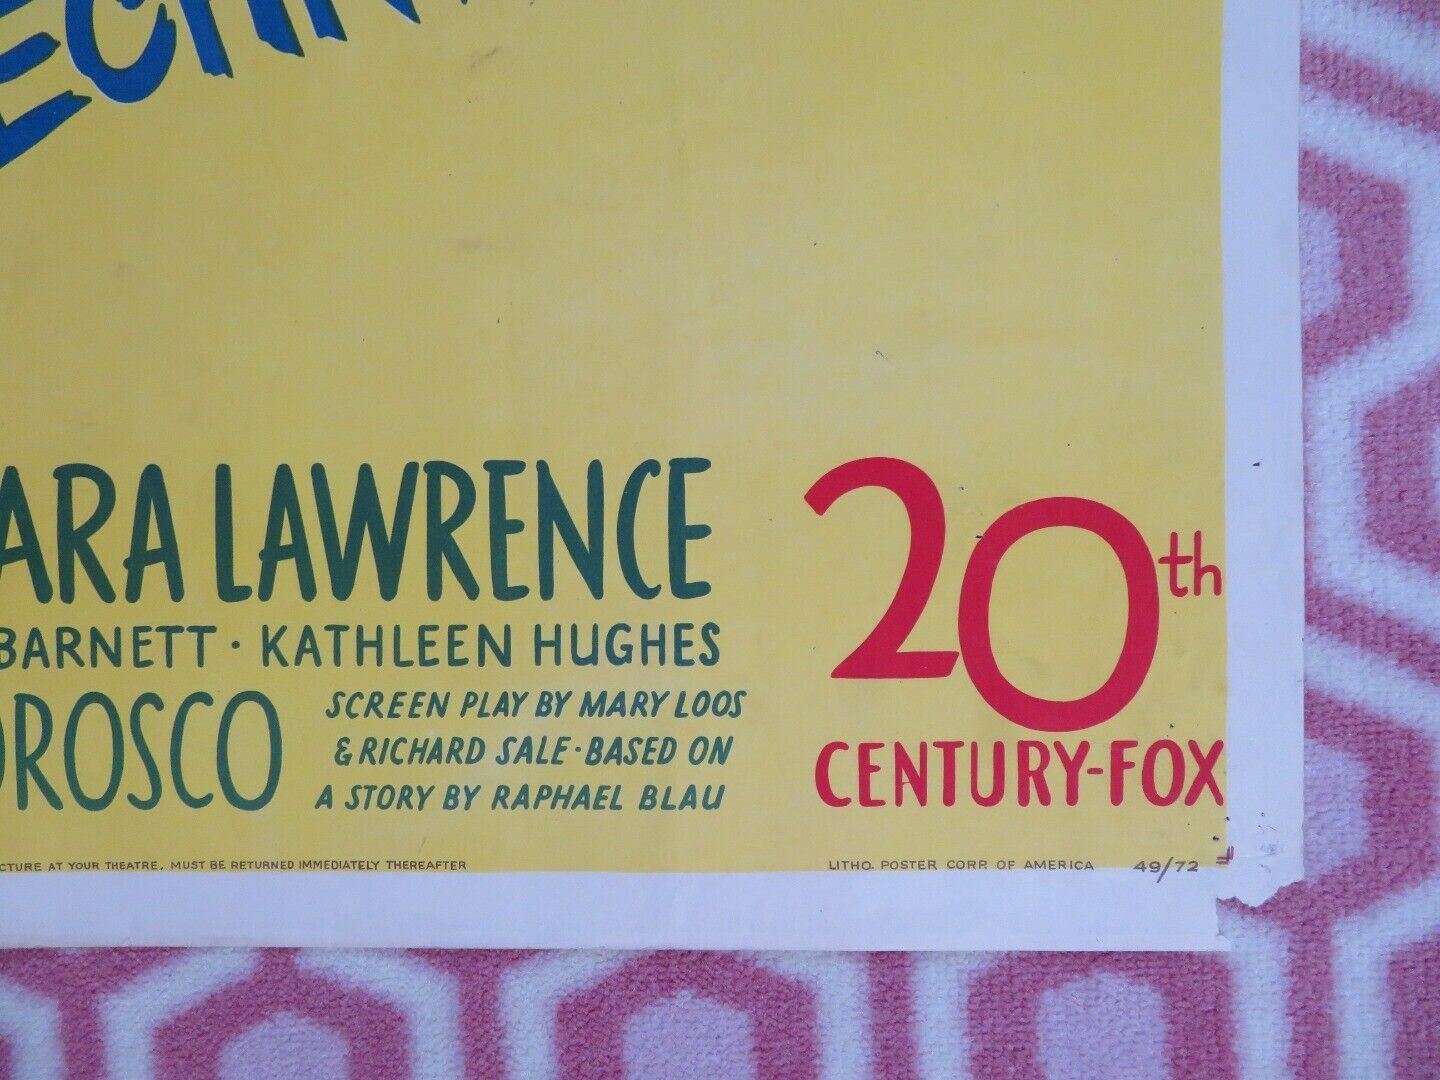 ECHN
ARA LAWRENCE
BARNETT · KATHLEEN HUGHES
OROSCO
SCREEN PLAY BY MARY LOOS
& RICHARD SALE · BASED ON
A STORY BY RAPHAEL BLAU
20th
CENTURY-FOX
CTURE AT YOUR THEATRE. MUST BE RETURNED IMMEDIATELY THEREAFTER
LITHO. POSTER CORP. OF AMERICA 49/72